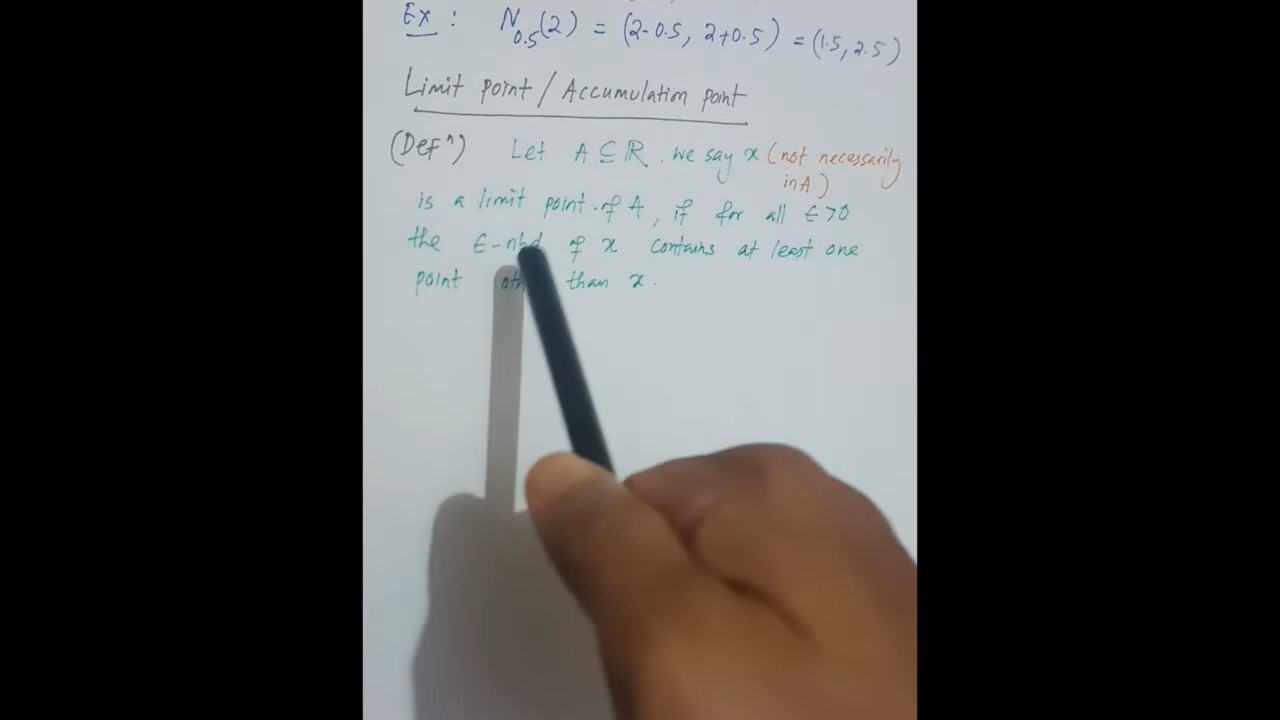 Ex : N0.5(2) = (2-0.5, 2+0.5) = (1.5, 2.5)
Limit point / Accumulation point
(Defⁿ) Let A ⊆ ℝ. we say x (not necessarily
in A)
is a limit point of A, if for all ϵ>0
the ϵ-nbd of x contains at least one
point than x.